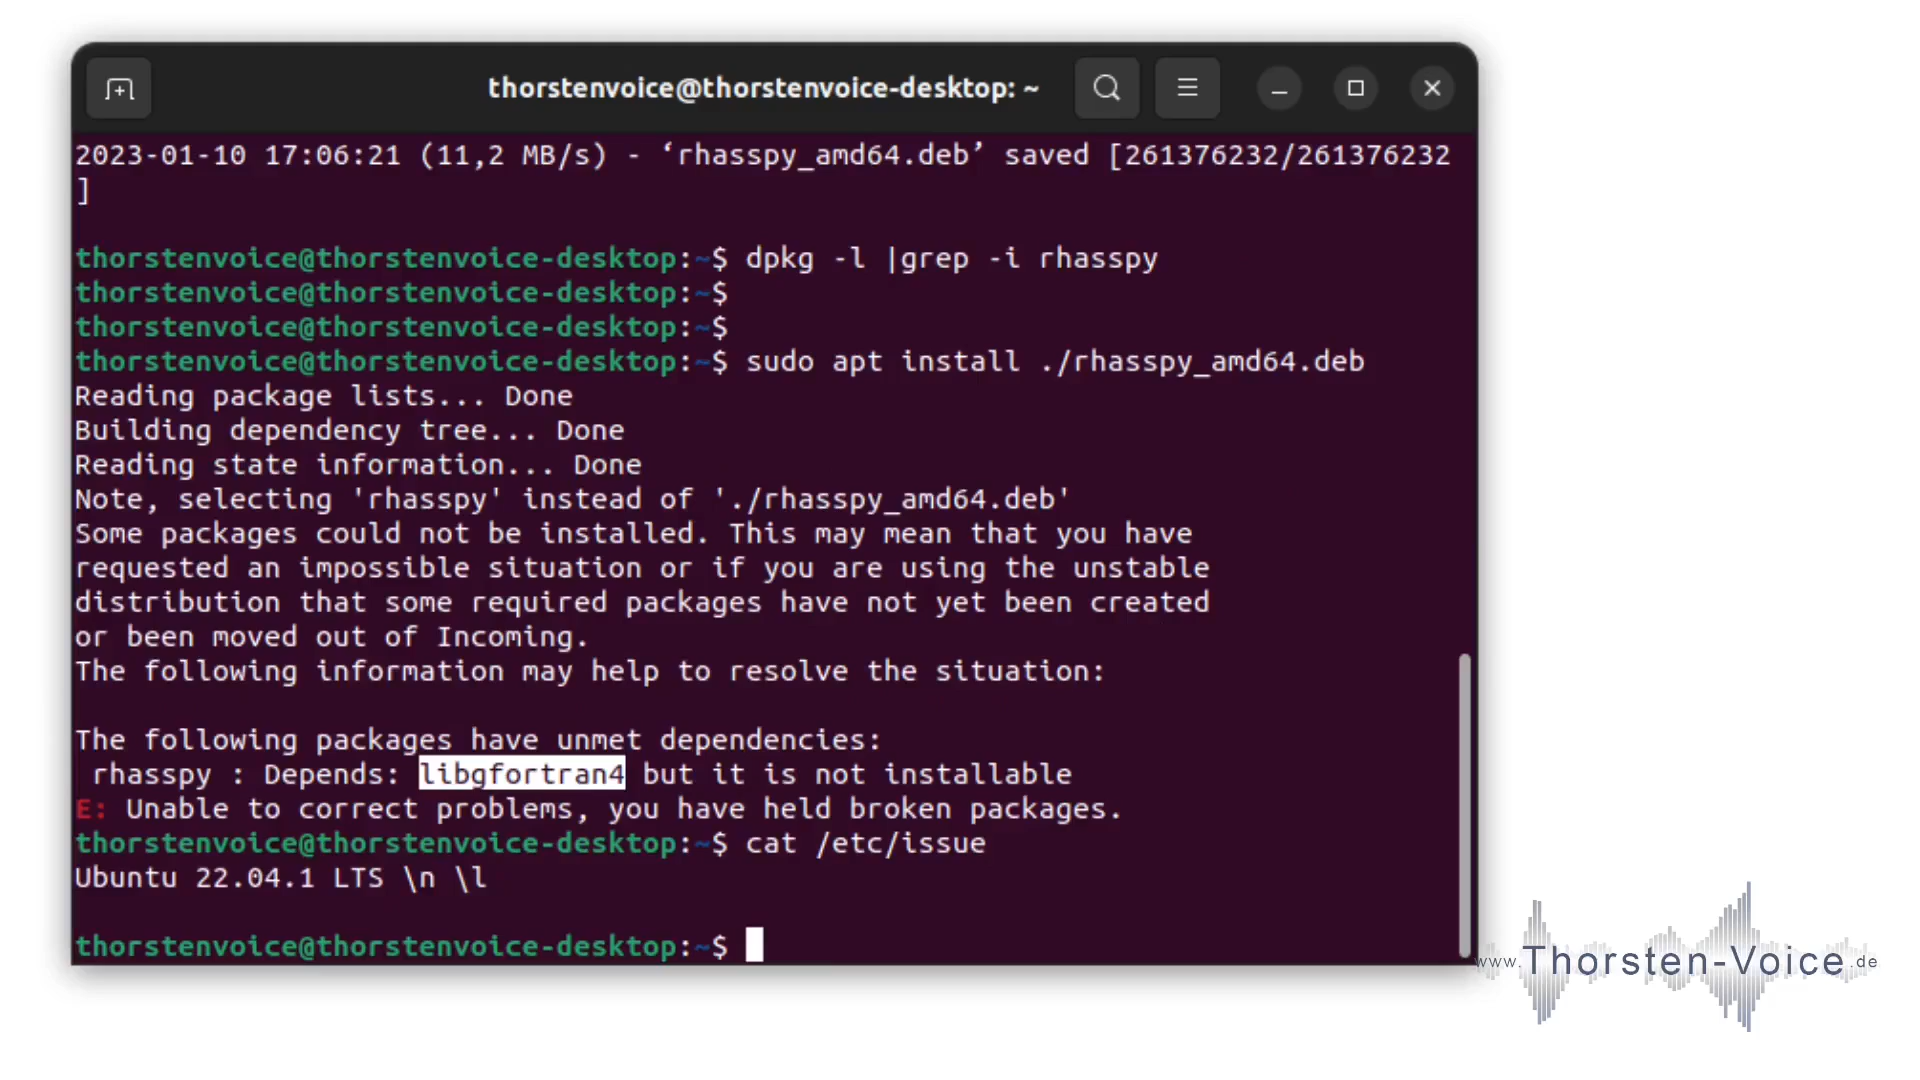 thorstenvoice@thorstenvoice-desktop: ~
2023-01-10 17:06:21 (11,2 MB/s) - ‘rhasspy_amd64.deb’ saved [261376232/261376232
]
thorstenvoice@thorstenvoice-desktop:~$ dpkg -l |grep -i rhasspy
thorstenvoice@thorstenvoice-desktop:~$
thorstenvoice@thorstenvoice-desktop:~$
thorstenvoice@thorstenvoice-desktop:~$ sudo apt install ./rhasspy_amd64.deb
Reading package lists... Done
Building dependency tree... Done
Reading state information... Done
Note, selecting 'rhasspy' instead of './rhasspy_amd64.deb'
Some packages could not be installed. This may mean that you have
requested an impossible situation or if you are using the unstable
distribution that some required packages have not yet been created
or been moved out of Incoming.
The following information may help to resolve the situation:
The following packages have unmet dependencies:
 rhasspy : Depends: libgfortran4 but it is not installable
E: Unable to correct problems, you have held broken packages.
thorstenvoice@thorstenvoice-desktop:~$ cat /etc/issue
Ubuntu 22.04.1 LTS \n \l
thorstenvoice@thorstenvoice-desktop:~$
www.Thorsten-Voice.de